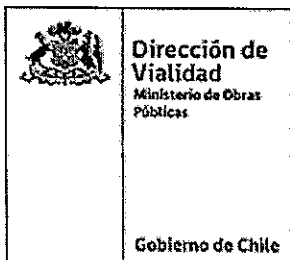 Dirección de
Vialidad
Ministerio de Obras
Públicas
Gobierno de Chile